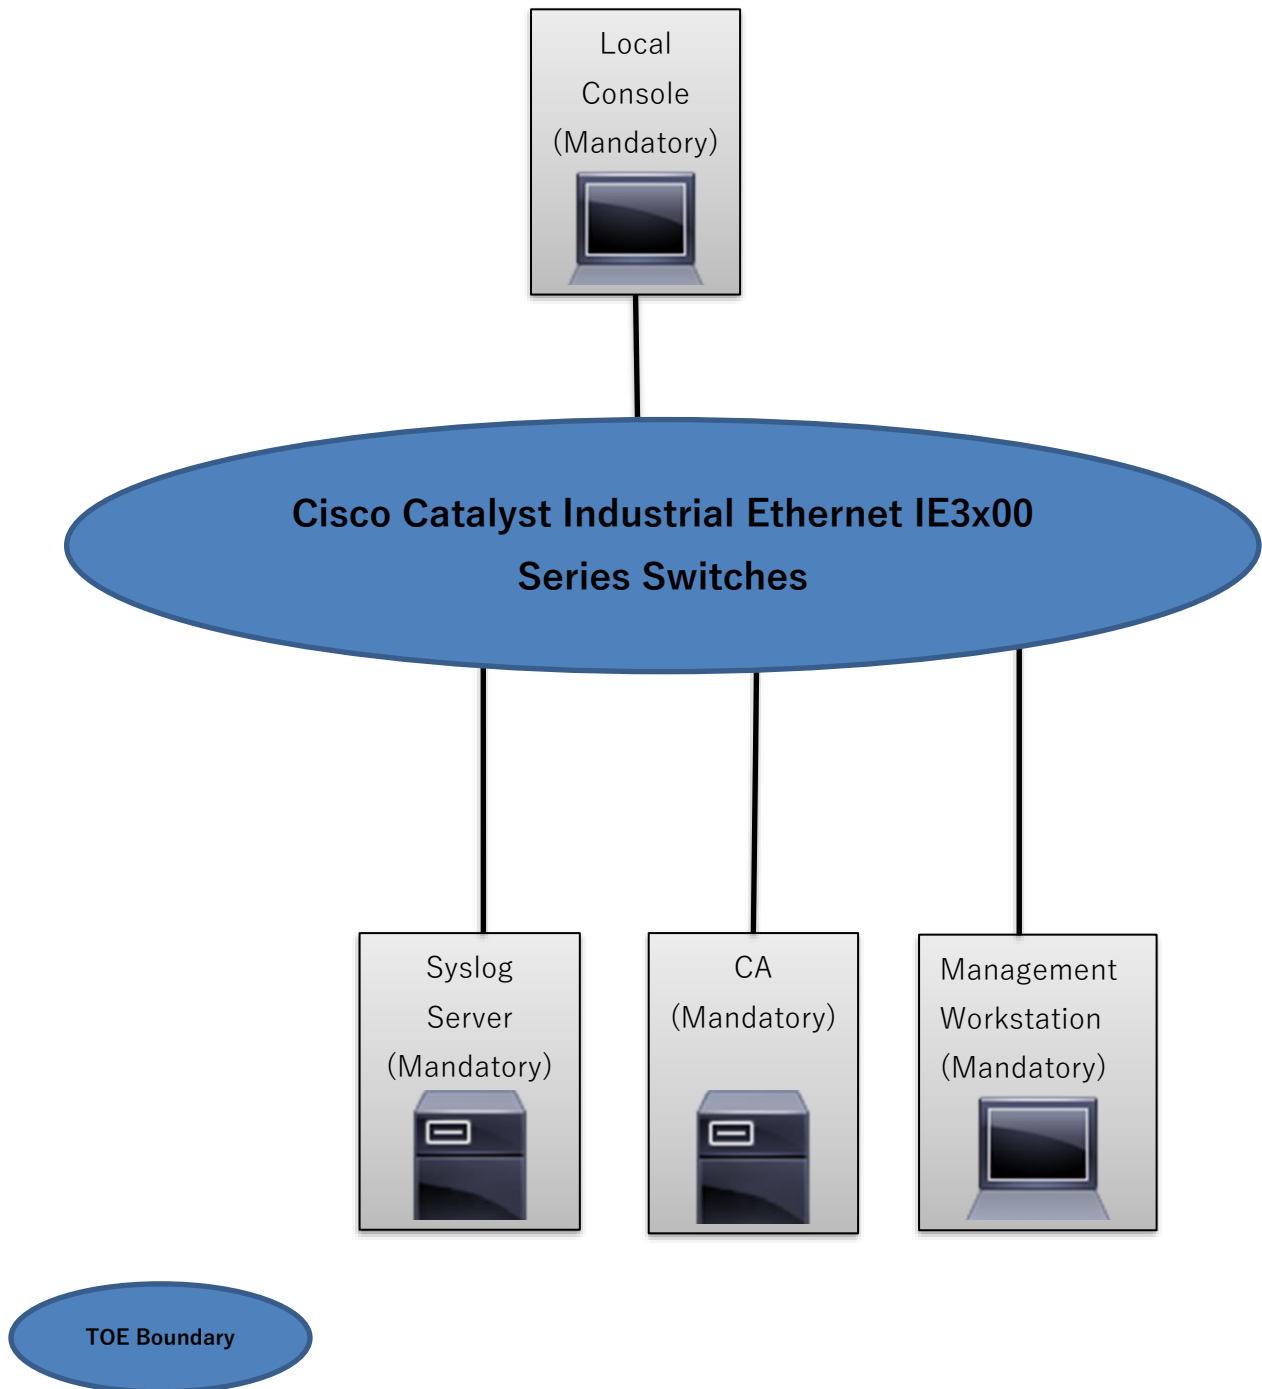 Local
Console
(Mandatory)
Cisco Catalyst Industrial Ethernet IE3x00
Series Switches
Syslog
Server
(Mandatory)
CA
(Mandatory)
Management
Workstation
(Mandatory)
TOE Boundary